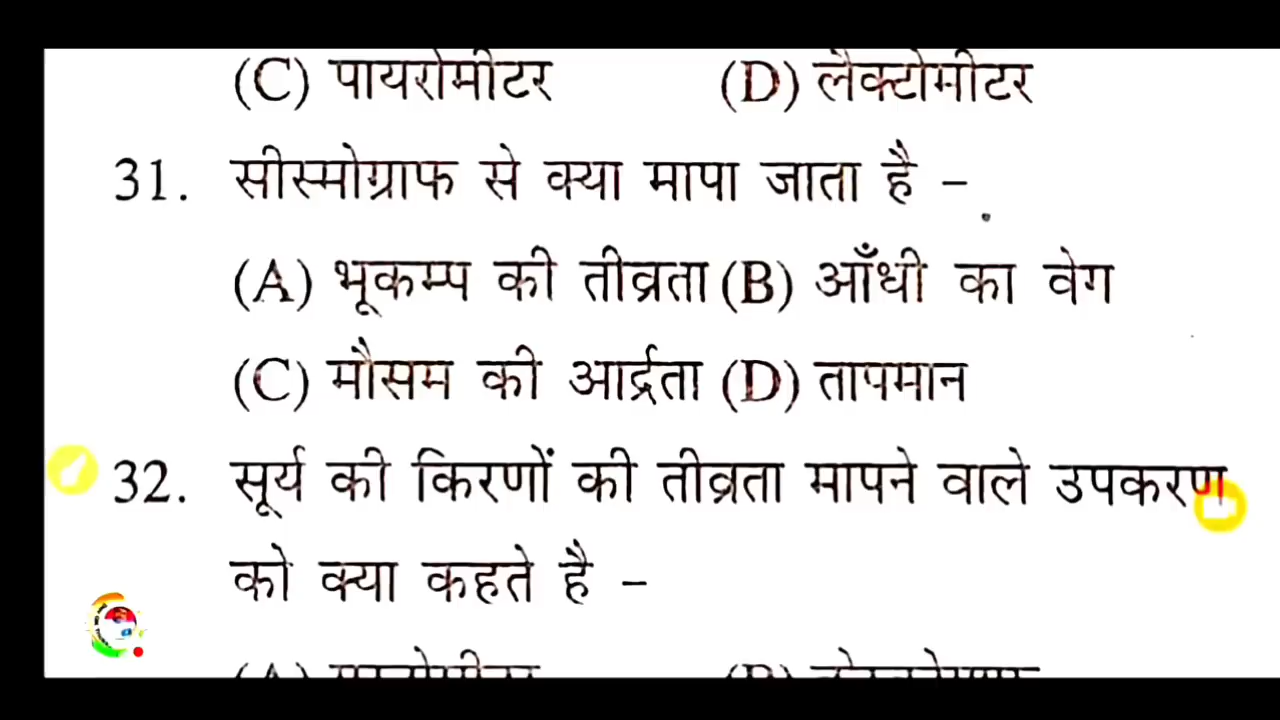 (C) पायरोमीटर (D) लैक्टोमीटर
31. सीस्मोग्राफ से क्या मापा जाता है –
(A) भूकम्प की तीव्रता (B) आँधी का वेग
(C) मौसम की आर्द्रता (D) तापमान
32. सूर्य की किरणों की तीव्रता मापने वाले उपकरण
को क्या कहते है –
(A) (B)